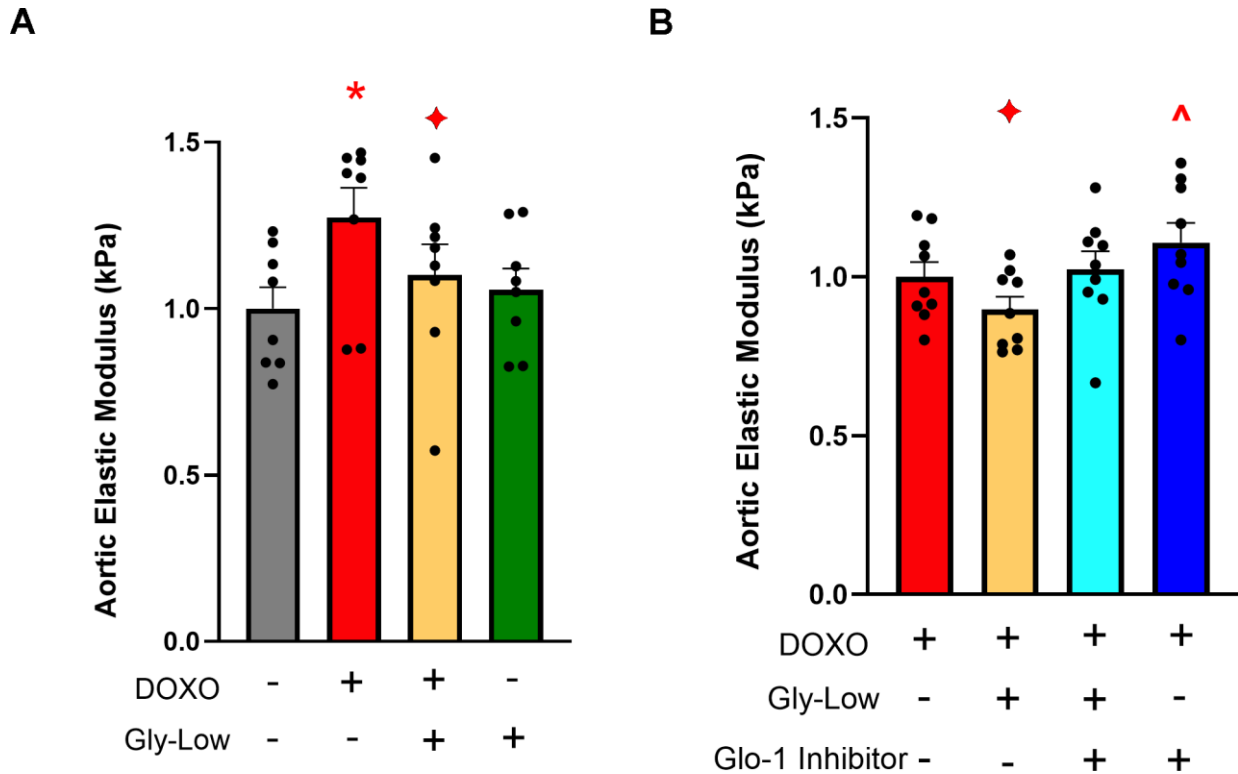 A
B
Aortic Elastic Modulus (kPa)
1.5
1.0
0.5
0.0
*
✦
DOXO - + + -
Gly-Low - - + +
Aortic Elastic Modulus (kPa)
1.5
1.0
0.5
0.0
✦
^
DOXO + + + +
Gly-Low - + + -
Glo-1 Inhibitor - - + +